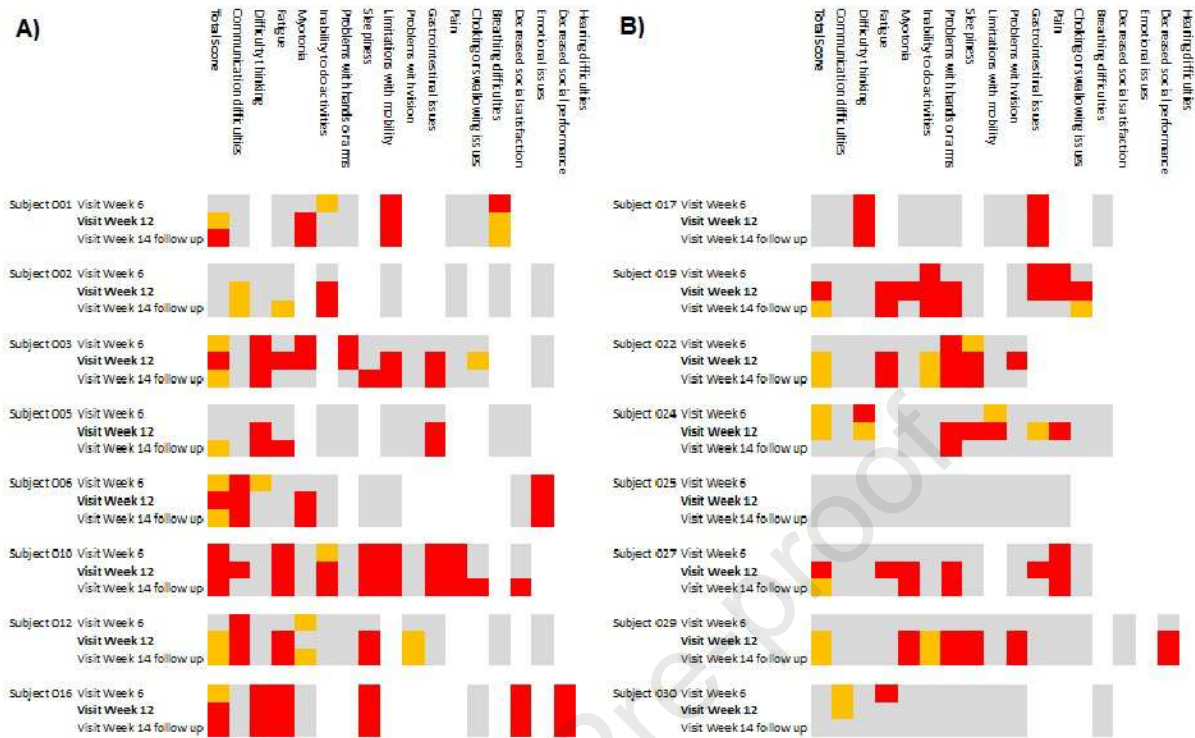 A)
Total Score
Communication difficulties
Difficulty thinking
Fatigue
Myotonia
Inability to do activities
Problems with hands or arms
Sleepiness
Limitations with mobility
Problems with vision
Gastrointestinal issues
Pain
Choking or swallowing issues
Breathing difficulties
Decreased social satisfaction
Emotional issues
Decreased social performance
Hearing difficulties
Subject 001 Visit Week 6
Visit Week 12
Visit Week 14 follow up
Subject 002 Visit Week 6
Visit Week 12
Visit Week 14 follow up
Subject 003 Visit Week 6
Visit Week 12
Visit Week 14 follow up
Subject 005 Visit Week 6
Visit Week 12
Visit Week 14 follow up
Subject 006 Visit Week 6
Visit Week 12
Visit Week 14 follow up
Subject 010 Visit Week 6
Visit Week 12
Visit Week 14 follow up
Subject 012 Visit Week 6
Visit Week 12
Visit Week 14 follow up
Subject 016 Visit Week 6
Visit Week 12
Visit Week 14 follow up
B)
Total Score
Communication difficulties
Difficulty thinking
Fatigue
Myotonia
Inability to do activities
Problems with hands or arms
Sleepiness
Limitations with mobility
Problems with vision
Gastrointestinal issues
Pain
Choking or swallowing issues
Breathing difficulties
Decreased social satisfaction
Emotional issues
Decreased social performance
Hearing difficulties
Subject 017 Visit Week 6
Visit Week 12
Visit Week 14 follow up
Subject 019 Visit Week 6
Visit Week 12
Visit Week 14 follow up
Subject 022 Visit Week 6
Visit Week 12
Visit Week 14 follow up
Subject 024 Visit Week 6
Visit Week 12
Visit Week 14 follow up
Subject 025 Visit Week 6
Visit Week 12
Visit Week 14 follow up
Subject 027 Visit Week 6
Visit Week 12
Visit Week 14 follow up
Subject 029 Visit Week 6
Visit Week 12
Visit Week 14 follow up
Subject 030 Visit Week 6
Visit Week 12
Visit Week 14 follow up
Pre-proof